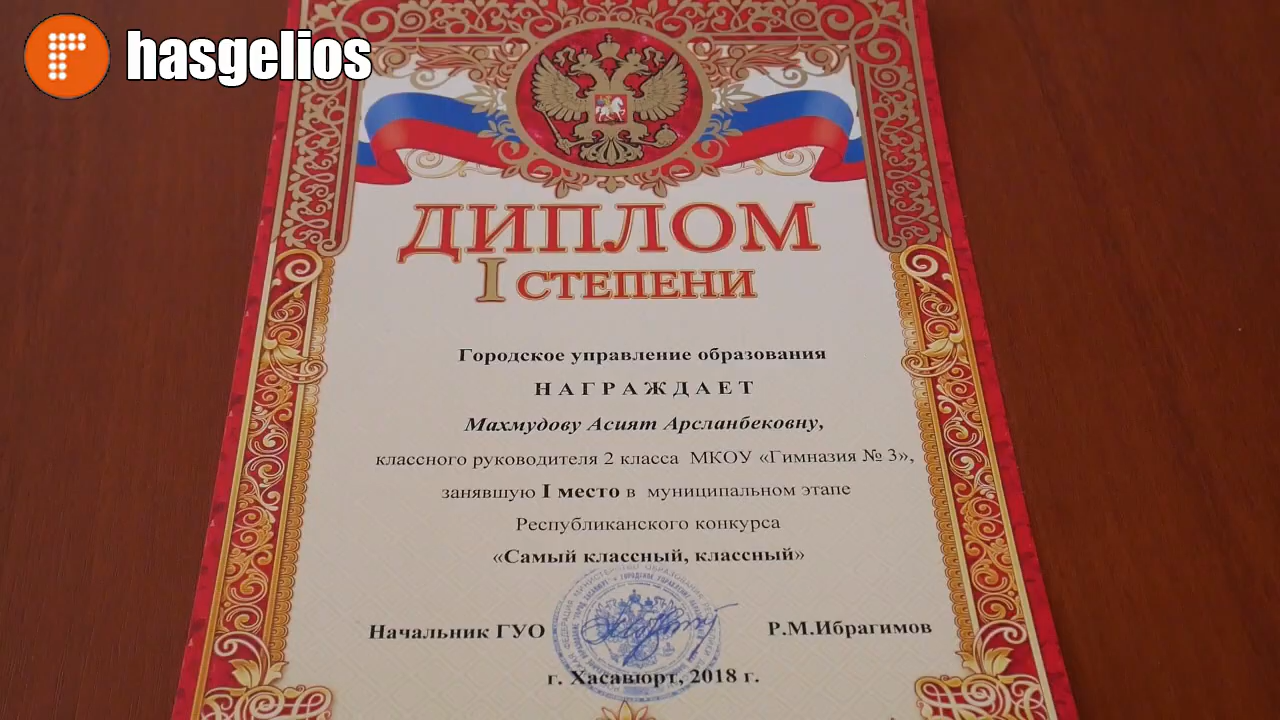 hasgelios
ДИПЛОМ
I СТЕПЕНИ
Городское управление образования
Н А Г Р А Ж Д А Е Т
Махмудову Асият Арсланбековну,
классного руководителя 2 класса МКОУ «Гимназия № 3»,
занявшую I место в муниципальном этапе
Республиканского конкурса
«Самый классный, классный»
Начальник ГУО
Р.М.Ибрагимов
г. Хасавюрт, 2018 г.